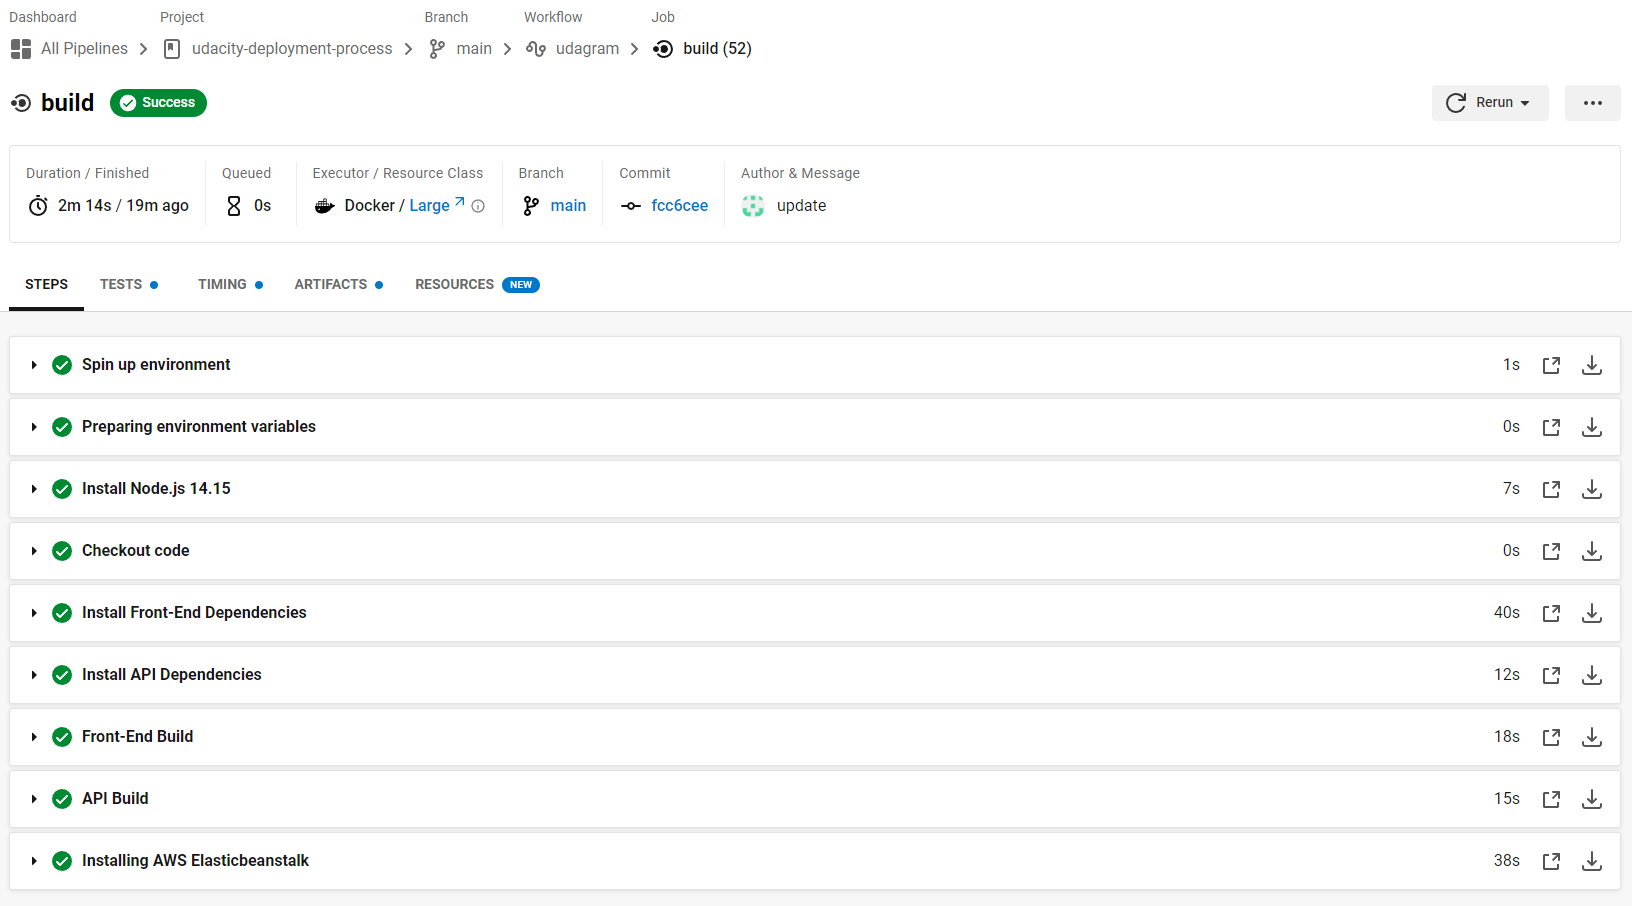 Dashboard Project Branch Workflow Job
All Pipelines udacity-deployment-process main udagram build (52)
build Success Rerun
Duration / Finished Queued Executor / Resource Class Branch Commit Author & Message
2m 14s / 19m ago 0s Docker / Large main fcc6cee update
STEPS TESTS TIMING ARTIFACTS RESOURCES NEW
Spin up environment 1s
Preparing environment variables 0s
Install Node.js 14.15 7s
Checkout code 0s
Install Front-End Dependencies 40s
Install API Dependencies 12s
Front-End Build 18s
API Build 15s
Installing AWS Elasticbeanstalk 38s